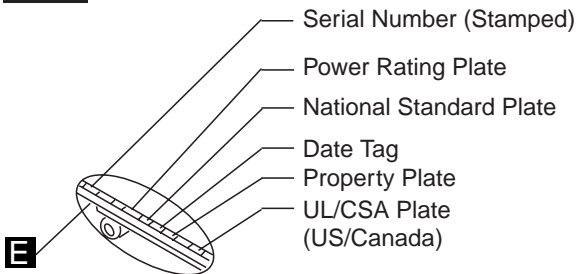 Serial Number (Stamped)
Power Rating Plate
National Standard Plate
Date Tag
Property Plate
UL/CSA Plate
(US/Canada)
E